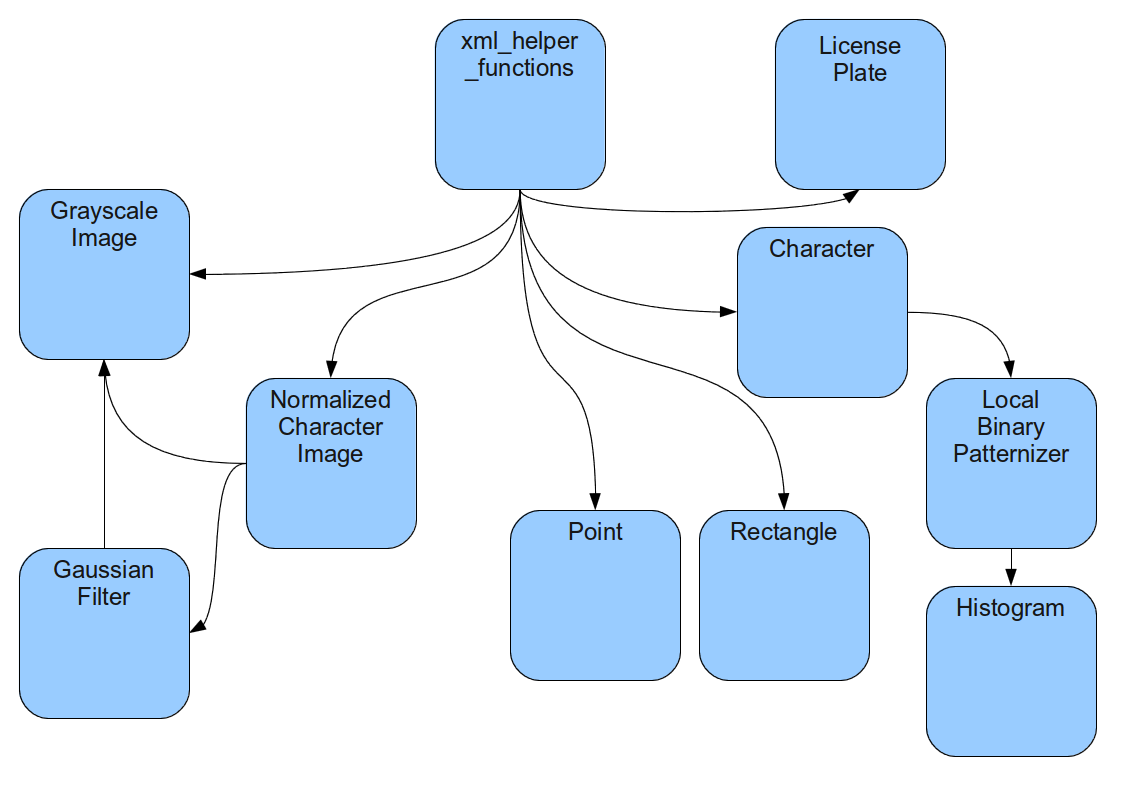 xml_helper
_functions
License
Plate
Grayscale
Image
Character
Normalized
Character
Image
Local
Binary
Patternizer
Point
Rectangle
Gaussian
Filter
Histogram